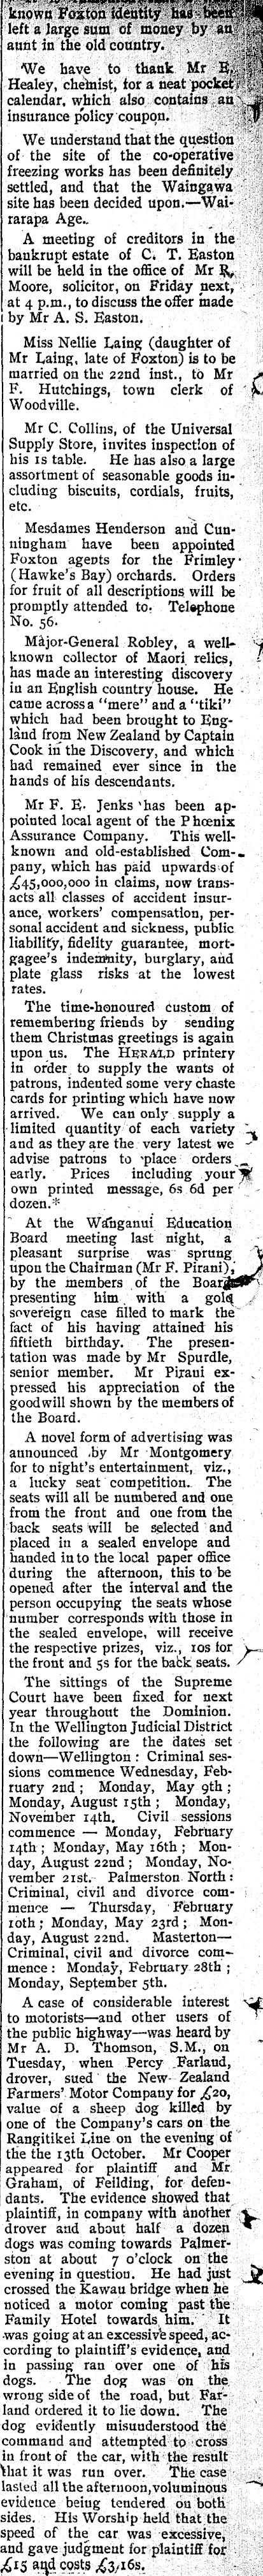 known Foxton identity has been
left a large sum of money by an
aunt in the old country.
We have to thank Mr E.
Healey, chemist, for a neat pocket
calendar, which also contains an
insurance policy coupon.
We understand that the question
of the site of the co-operative
freezing works has been definitely
settled, and that the Waingawa
site has been decided upon.—Wai-
rarapa Age.
A meeting of creditors in the
bankrupt estate of C. T. Easton
will be held in the office of Mr R.
Moore, solicitor, on Friday next,
at 4 p.m., to discuss the offer made
by Mr A. S. Easton.
Miss Nellie Laing (daughter of
Mr Laing, late of Foxton) is to be
married on the 22nd inst., to Mr
F. Hutchings, town clerk of
Woodville.
Mr C. Collins, of the Universal
Supply Store, invites inspection of
his 1s table. He has also a large
assortment of seasonable goods in-
cluding biscuits, cordials, fruits,
etc.
Mesdames Henderson and Cun-
ningham have been appointed
Foxton agents for the Frimley
(Hawke's Bay) orchards. Orders
for fruit of all descriptions will be
promptly attended to. Telephone
No. 56.
Major-General Robley, a well-
known collector of Maori relics,
has made an interesting discovery
in an English country house. He
came across a "mere" and a "tiki"
which had been brought to Eng-
land from New Zealand by Captain
Cook in the Discovery, and which
had remained ever since in the
hands of his descendants.
Mr F. E. Jenks has been ap-
pointed local agent of the Phœnix
Assurance Company. This well-
known and old-established Com-
pany, which has paid upwards of
£45,000,000 in claims, now trans-
acts all classes of accident insur-
ance, workers' compensation, per-
sonal accident and sickness, public
liability, fidelity guarantee, mort-
gagee's indemnity, burglary, and
plate glass risks at the lowest
rates.
The time-honoured custom of
remembering friends by sending
them Christmas greetings is again
upon us. The HERALD printery
in order to supply the wants of
patrons, indented some very chaste
cards for printing which have now
arrived. We can only supply a
limited quantity of each variety
and as they are the very latest we
advise patrons to place orders
early. Prices including your
own printed message, 6s 6d per
dozen.*
At the Wanganui Education
Board meeting last night, a
pleasant surprise was sprung
upon the Chairman (Mr F. Pirani),
by the members of the Board
presenting him with a gold
sovereign case filled to mark the
fact of his having attained his
fiftieth birthday. The presen-
tation was made by Mr Spurdle,
senior member. Mr Pirani ex-
pressed his appreciation of the
goodwill shown by the members of
the Board.
A novel form of advertising was
announced by Mr Montgomery
for to night's entertainment, viz.,
a lucky seat competition. The
seats will all be numbered and one
from the front and one from the
back seats will be selected and
placed in a sealed envelope and
handed in to the local paper office
during the afternoon, this to be
opened after the interval and the
person occupying the seats whose
number corresponds with those in
the sealed envelope, will receive
the respective prizes, viz., 10s for
the front and 5s for the back seats.
The sittings of the Supreme
Court have been fixed for next
year throughout the Dominion.
In the Wellington Judicial District
the following are the dates set
down—Wellington: Criminal ses-
sions commence Wednesday, Feb-
ruary 2nd; Monday, May 9th;
Monday, August 15th; Monday,
November 14th. Civil sessions
commence — Monday, February
14th; Monday, May 16th; Mon-
day, August 22nd; Monday, No-
vember 21st. Palmerston North:
Criminal, civil and divorce com-
mence — Thursday, February
10th; Monday, May 23rd; Mon-
day, August 22nd. Masterton—
Criminal, civil and divorce com-
mence: Monday, February 28th;
Monday, September 5th.
A case of considerable interest
to motorists—and other users of
the public highway—was heard by
Mr A. D. Thomson, S.M., on
Tuesday, when Percy Farland,
drover, sued the New Zealand
Farmers' Motor Company for £20,
value of a sheep dog killed by
one of the Company's cars on the
Rangitikei Line on the evening of
the the 13th October. Mr Cooper
appeared for plaintiff and Mr
Graham, of Feilding, for defen-
dants. The evidence showed that
plaintiff, in company with another
drover and about half a dozen
dogs was coming towards Palmer-
ston at about 7 o'clock on the
evening in question. He had just
crossed the Kawau bridge when he
noticed a motor coming past the
Family Hotel towards him. It
was going at an excessive speed, ac-
cording to plaintiff's evidence, and
in passing ran over one of his
dogs. The dog was on the
wrong side of the road, but Far-
land ordered it to lie down. The
dog evidently misunderstood the
command and attempted to cross
in front of the car, with the result
that it was run over. The case
lasted all the afternoon, voluminous
evidence being tendered on both
sides. His Worship held that the
speed of the car was excessive,
and gave judgment for plaintiff for
£15 and costs £3/16s.